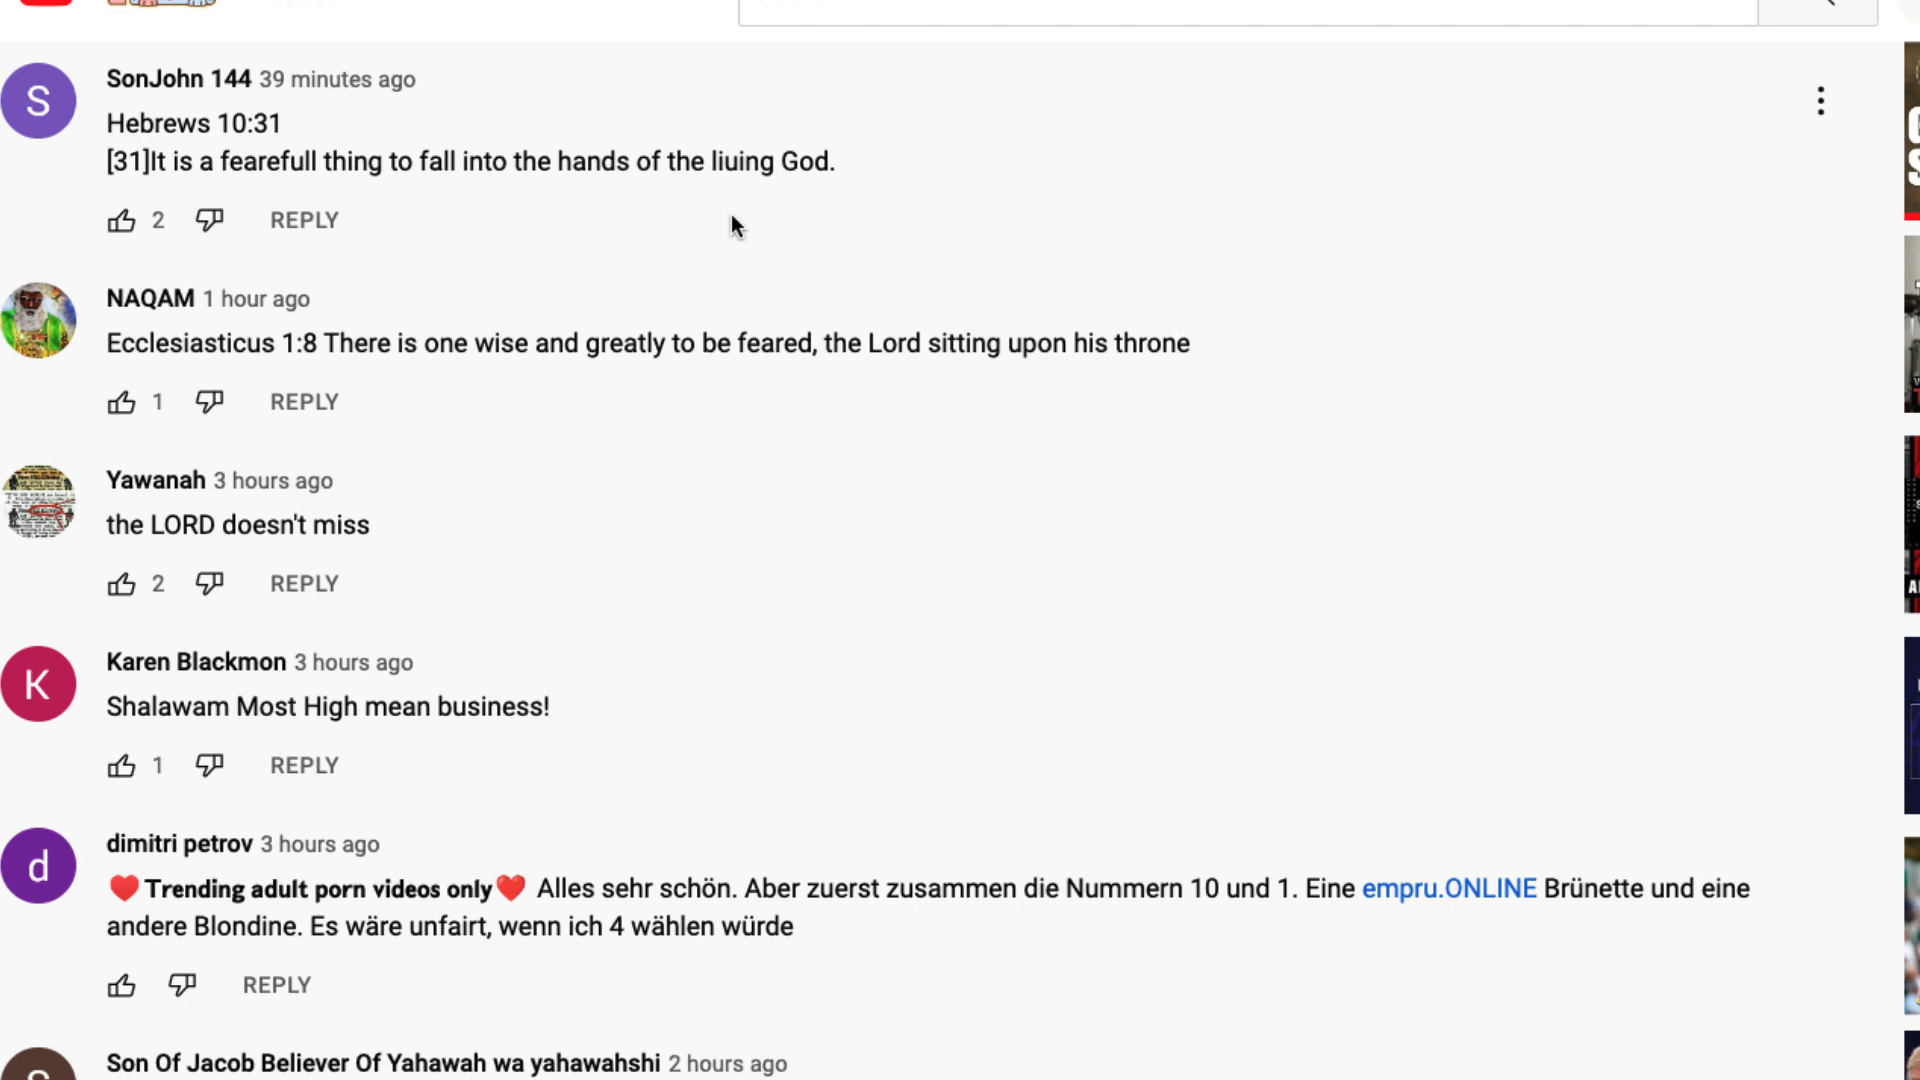 SonJohn 144 39 minutes ago
Hebrews 10:31
[31]It is a fearefull thing to fall into the hands of the liuing God.
2 REPLY
NAQAM 1 hour ago
Ecclesiasticus 1:8 There is one wise and greatly to be feared, the Lord sitting upon his throne
1 REPLY
Yawanah 3 hours ago
the LORD doesn't miss
2 REPLY
K
Karen Blackmon 3 hours ago
Shalawam Most High mean business!
1 REPLY
d
dimitri petrov 3 hours ago
❤️Trending adult porn videos only❤️ Alles sehr schön. Aber zuerst zusammen die Nummern 10 und 1. Eine empru.ONLINE Brünette und eine
andere Blondine. Es wäre unfairt, wenn ich 4 wählen würde
REPLY
S
Son Of Jacob Believer Of Yahawah wa yahawahshi 2 hours ago